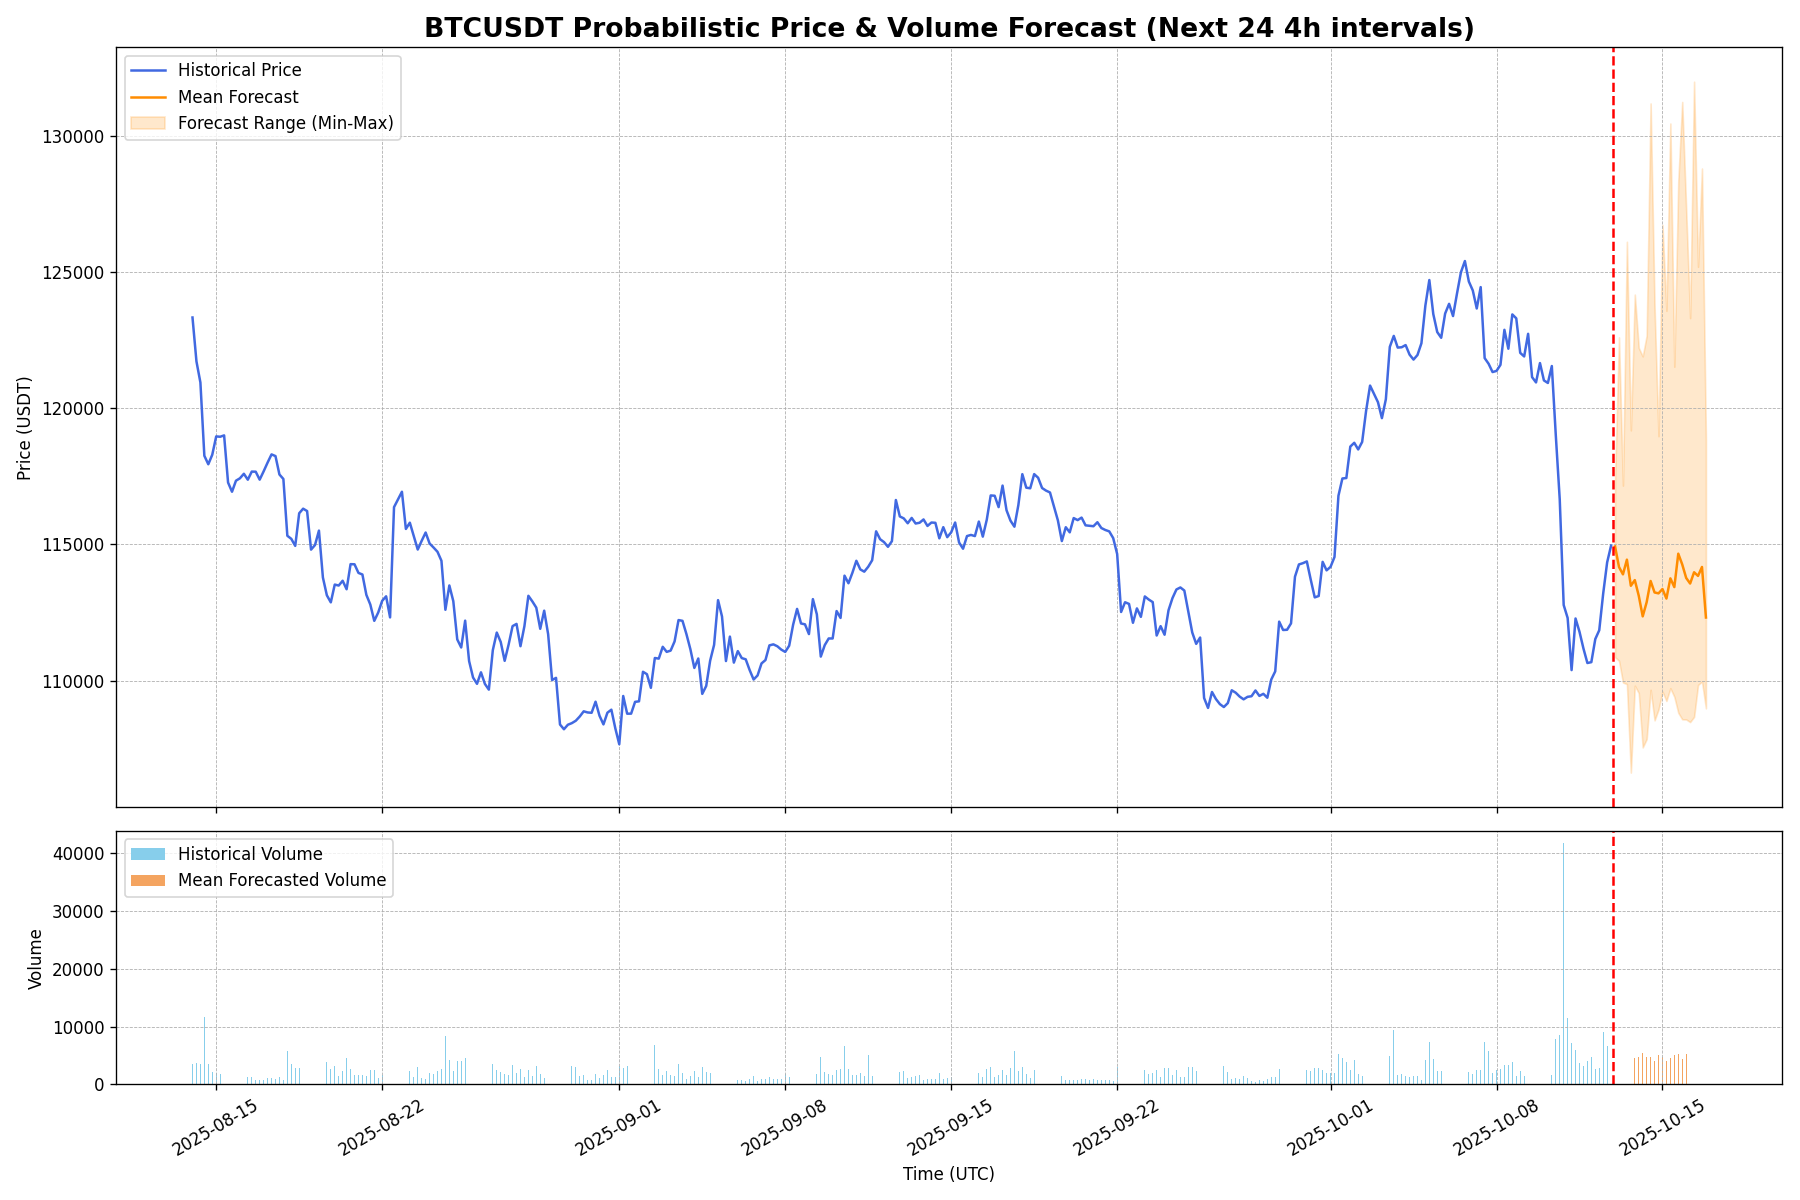 BTCUSDT Probabilistic Price & Volume Forecast (Next 24 4h intervals)
Historical Price
Mean Forecast
Forecast Range (Min-Max)
130000
125000
120000
115000
110000
Price (USDT)
Historical Volume
Mean Forecasted Volume
40000
30000
20000
10000
0
Volume
2025-08-15
2025-08-22
2025-09-01
2025-09-08
2025-09-15
2025-09-22
2025-10-01
2025-10-08
2025-10-15
Time (UTC)